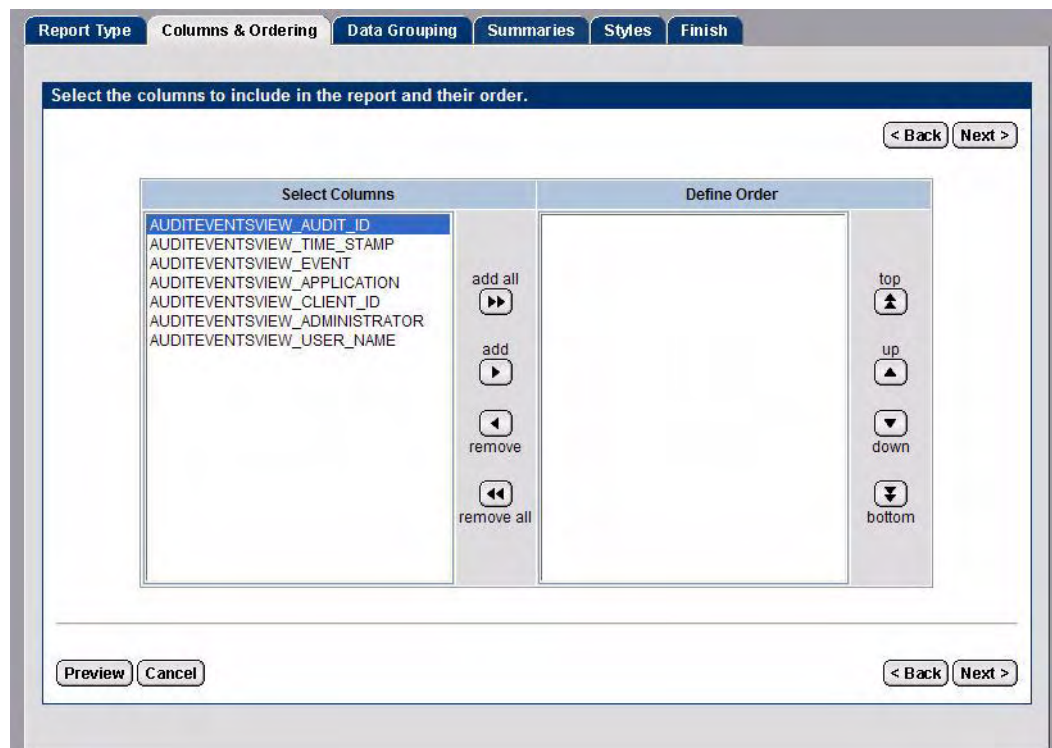 Report Type Columns & Ordering Data Grouping Summaries Styles Finish
Select the columns to include in the report and their order.
< Back Next >
Select Columns Define Order
AUDITEVENTSVIEW_AUDIT_ID
AUDITEVENTSVIEW_TIME_STAMP
AUDITEVENTSVIEW_EVENT
AUDITEVENTSVIEW_APPLICATION
AUDITEVENTSVIEW_CLIENT_ID
AUDITEVENTSVIEW_ADMINISTRATOR
AUDITEVENTSVIEW_USER_NAME
add all
add
remove
remove all
top
up
down
bottom
Preview Cancel < Back Next >